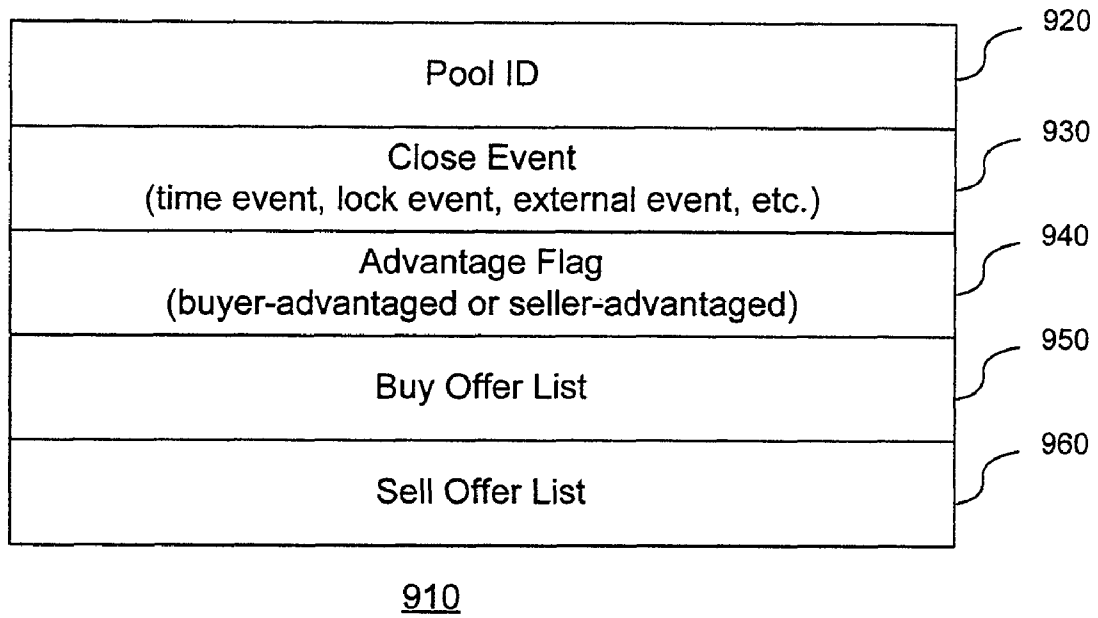 920
Pool ID
930
Close Event
(time event, lock event, external event, etc.)
940
Advantage Flag
(buyer-advantaged or seller-advantaged)
950
Buy Offer List
960
Sell Offer List
910